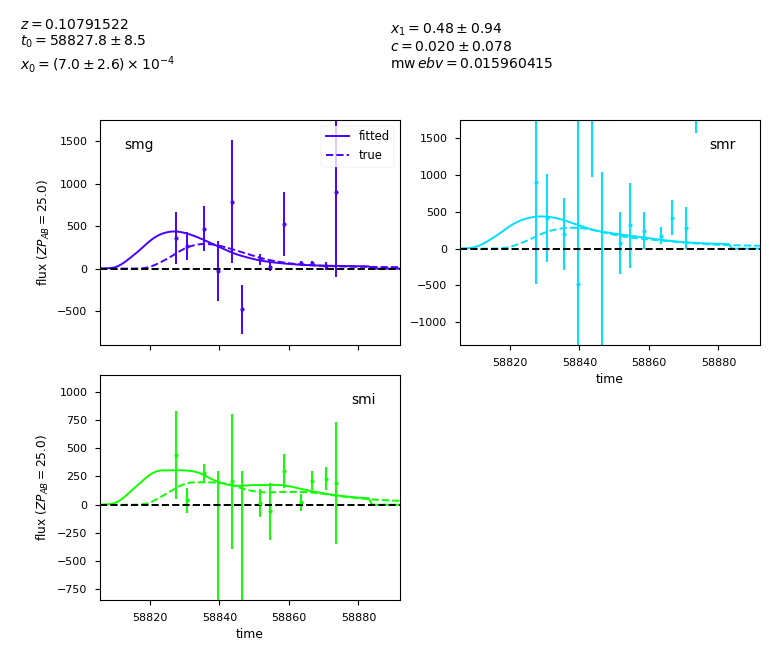 z = 0.10791522
t₀ = 58827.8 ± 8.5
x₀ = (7.0 ± 2.6) × 10⁻⁴
x₁ = 0.48 ± 0.94
c = 0.020 ± 0.078
mw ebv = 0.015960415
smg
fitted
true
1500
1000
500
0
−500
flux (ZP_AB = 25.0)
smr
1500
1000
500
0
−500
−1000
58820 58840 58860 58880
time
smi
1000
750
500
250
0
−250
−500
−750
flux (ZP_AB = 25.0)
58820 58840 58860 58880
time